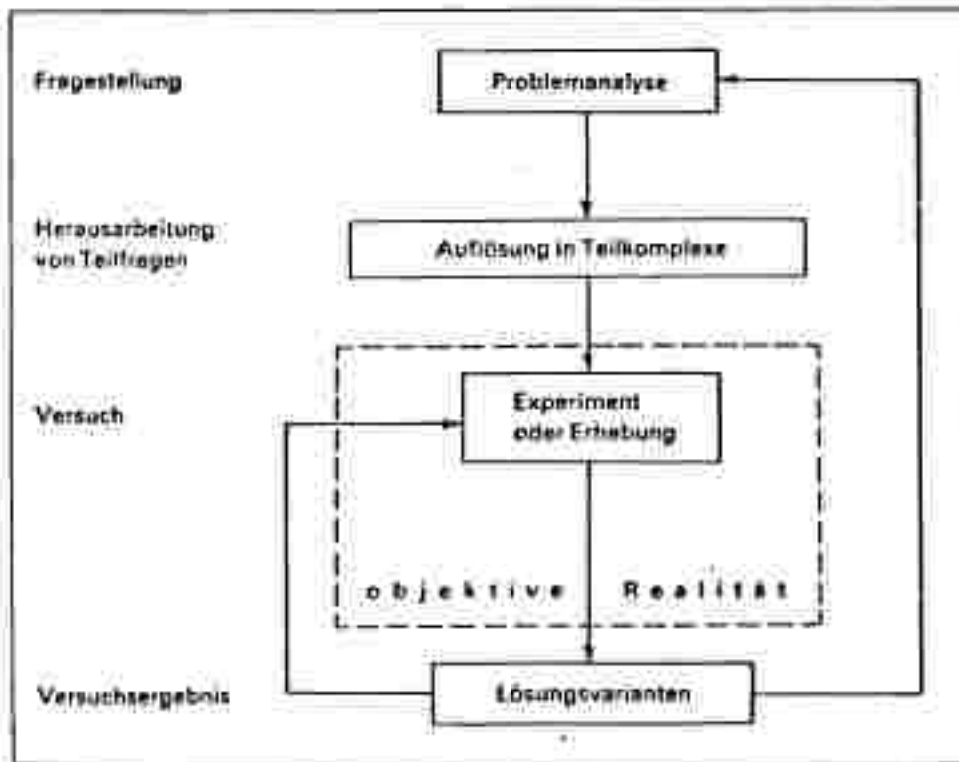 Fragestellung
Problemanalyse
Herausarbeitung
von Teilfragen
Auflösung in Teilkomplexe
Versuch
Experiment
oder Erhebung
objektive Realität
Versuchsergebnis
Lösungsvarianten